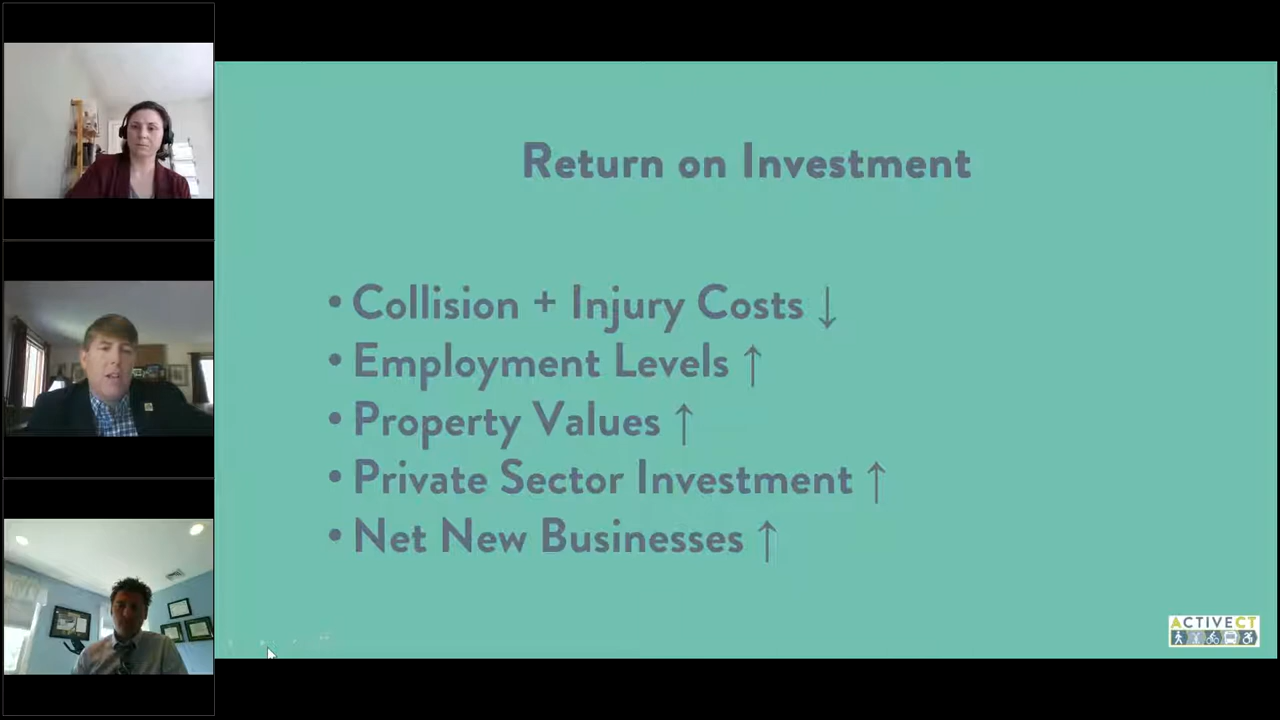 Return on Investment
• Collision + Injury Costs ↓
• Employment Levels ↑
• Property Values ↑
• Private Sector Investment ↑
• Net New Businesses ↑
ACTIVECT